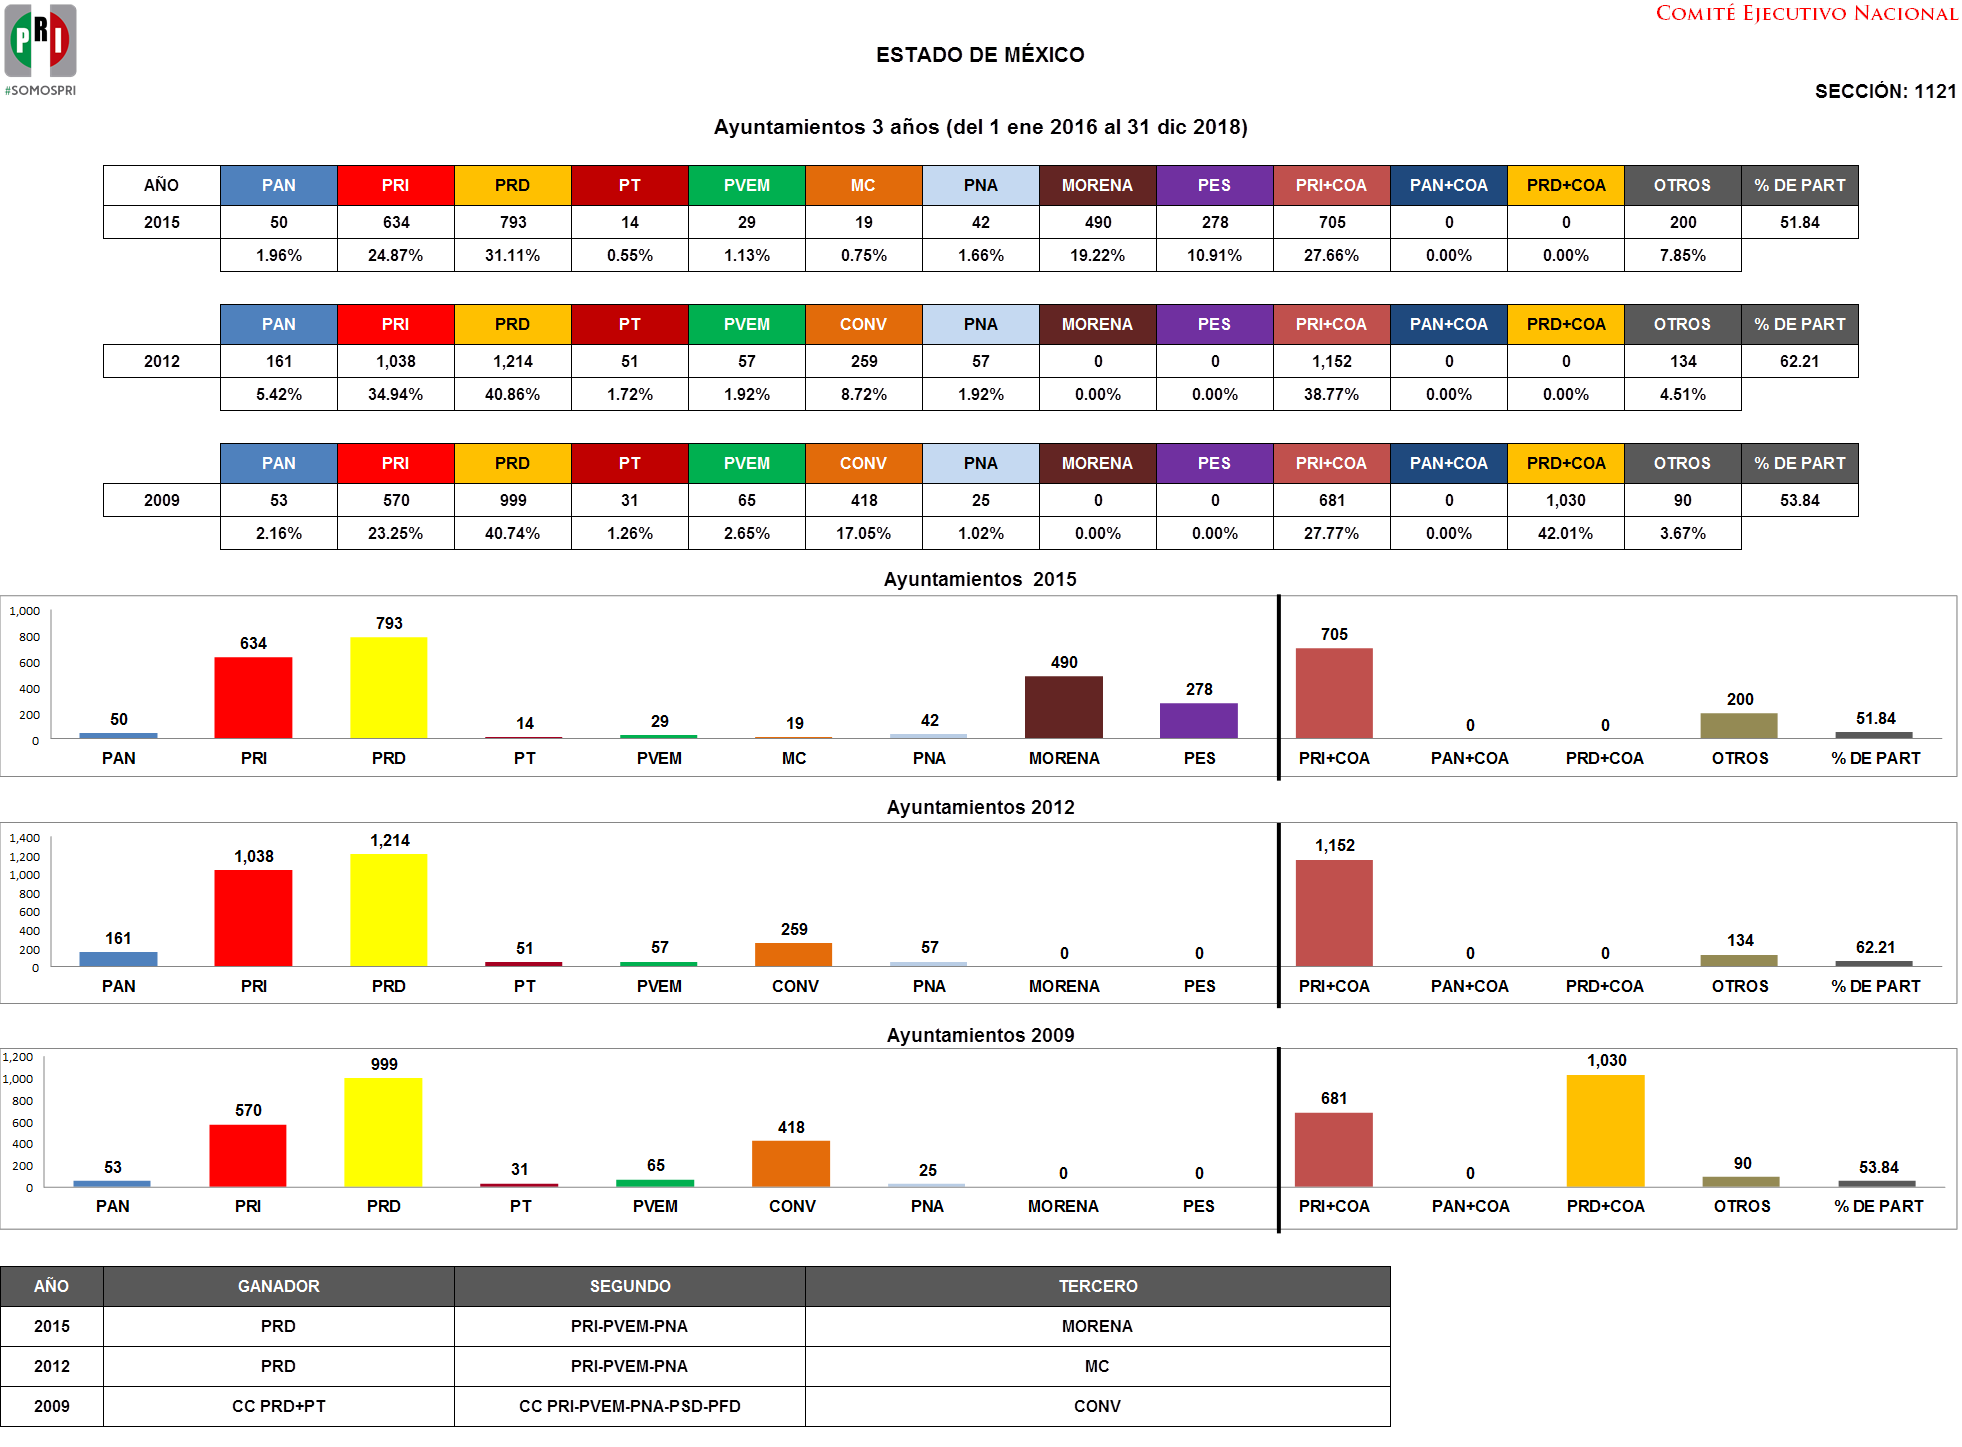 PRI
#SOMOSPRI
COMITÉ EJECUTIVO NACIONAL
ESTADO DE MÉXICO
SECCIÓN: 1121
Ayuntamientos 3 años (del 1 ene 2016 al 31 dic 2018)
AÑO PAN PRI PRD PT PVEM MC PNA MORENA PES PRI+COA PAN+COA PRD+COA OTROS % DE PART
2015 50 634 793 14 29 19 42 490 278 705 0 0 200 51.84
1.96% 24.87% 31.11% 0.55% 1.13% 0.75% 1.66% 19.22% 10.91% 27.66% 0.00% 0.00% 7.85%
PAN PRI PRD PT PVEM CONV PNA MORENA PES PRI+COA PAN+COA PRD+COA OTROS % DE PART
2012 161 1,038 1,214 51 57 259 57 0 0 1,152 0 0 134 62.21
5.42% 34.94% 40.86% 1.72% 1.92% 8.72% 1.92% 0.00% 0.00% 38.77% 0.00% 0.00% 4.51%
PAN PRI PRD PT PVEM CONV PNA MORENA PES PRI+COA PAN+COA PRD+COA OTROS % DE PART
2009 53 570 999 31 65 418 25 0 0 681 0 1,030 90 53.84
2.16% 23.25% 40.74% 1.26% 2.65% 17.05% 1.02% 0.00% 0.00% 27.77% 0.00% 42.01% 3.67%
Ayuntamientos 2015
1,000
800
600
400
200
0
50 634 793 14 29 19 42 490 278 705 0 0 200 51.84
PAN PRI PRD PT PVEM MC PNA MORENA PES PRI+COA PAN+COA PRD+COA OTROS % DE PART
Ayuntamientos 2012
1,400
1,200
1,000
800
600
400
200
0
161 1,038 1,214 51 57 259 57 0 0 1,152 0 0 134 62.21
PAN PRI PRD PT PVEM CONV PNA MORENA PES PRI+COA PAN+COA PRD+COA OTROS % DE PART
Ayuntamientos 2009
1,200
1,000
800
600
400
200
0
53 570 999 31 65 418 25 0 0 681 0 1,030 90 53.84
PAN PRI PRD PT PVEM CONV PNA MORENA PES PRI+COA PAN+COA PRD+COA OTROS % DE PART
AÑO GANADOR SEGUNDO TERCERO
2015 PRD PRI-PVEM-PNA MORENA
2012 PRD PRI-PVEM-PNA MC
2009 CC PRD+PT CC PRI-PVEM-PNA-PSD-PFD CONV